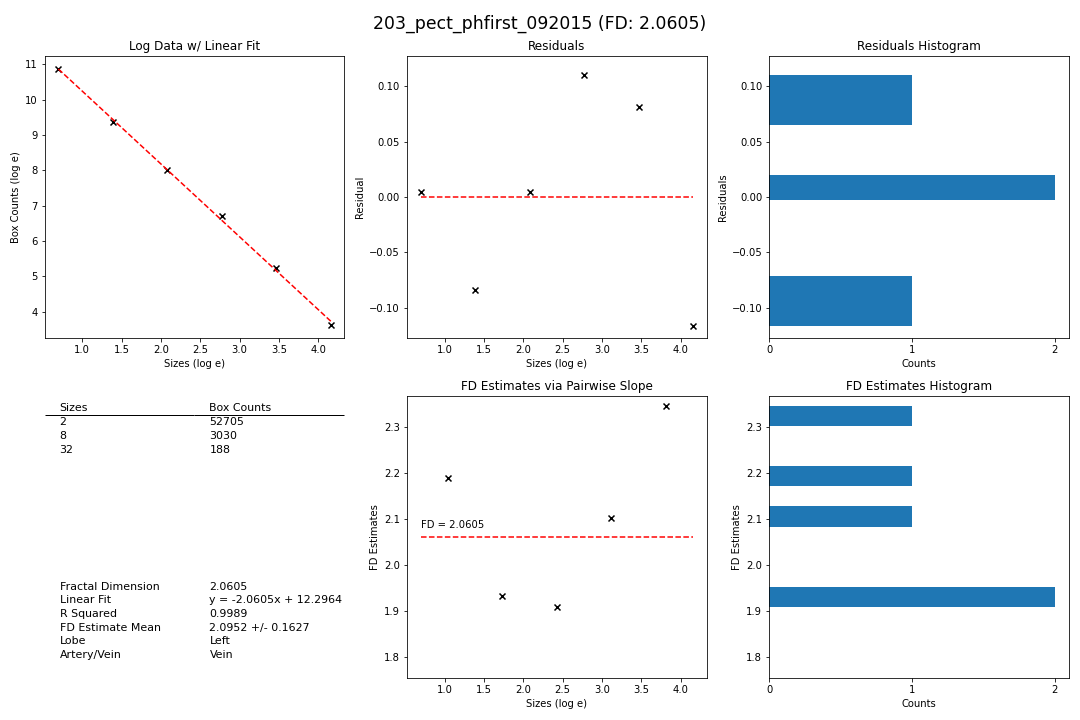 203_pect_phfirst_092015 (FD: 2.0605)
Log Data w/ Linear Fit
Box Counts (log e)
11
10
9
8
7
6
5
4
1.0 1.5 2.0 2.5 3.0 3.5 4.0
Sizes (log e)
Residuals
Residual
0.10
0.05
0.00
−0.05
−0.10
1.0 1.5 2.0 2.5 3.0 3.5 4.0
Sizes (log e)
Residuals Histogram
Residuals
0.10
0.05
0.00
−0.05
−0.10
0 1 2
Counts
Sizes Box Counts
2 52705
8 3030
32 188
Fractal Dimension 2.0605
Linear Fit y = -2.0605x + 12.2964
R Squared 0.9989
FD Estimate Mean 2.0952 +/- 0.1627
Lobe Left
Artery/Vein Vein
FD Estimates via Pairwise Slope
FD Estimates
2.3
2.2
2.1
2.0
1.9
1.8
FD = 2.0605
1.0 1.5 2.0 2.5 3.0 3.5 4.0
Sizes (log e)
FD Estimates Histogram
FD Estimates
2.3
2.2
2.1
2.0
1.9
1.8
0 1 2
Counts